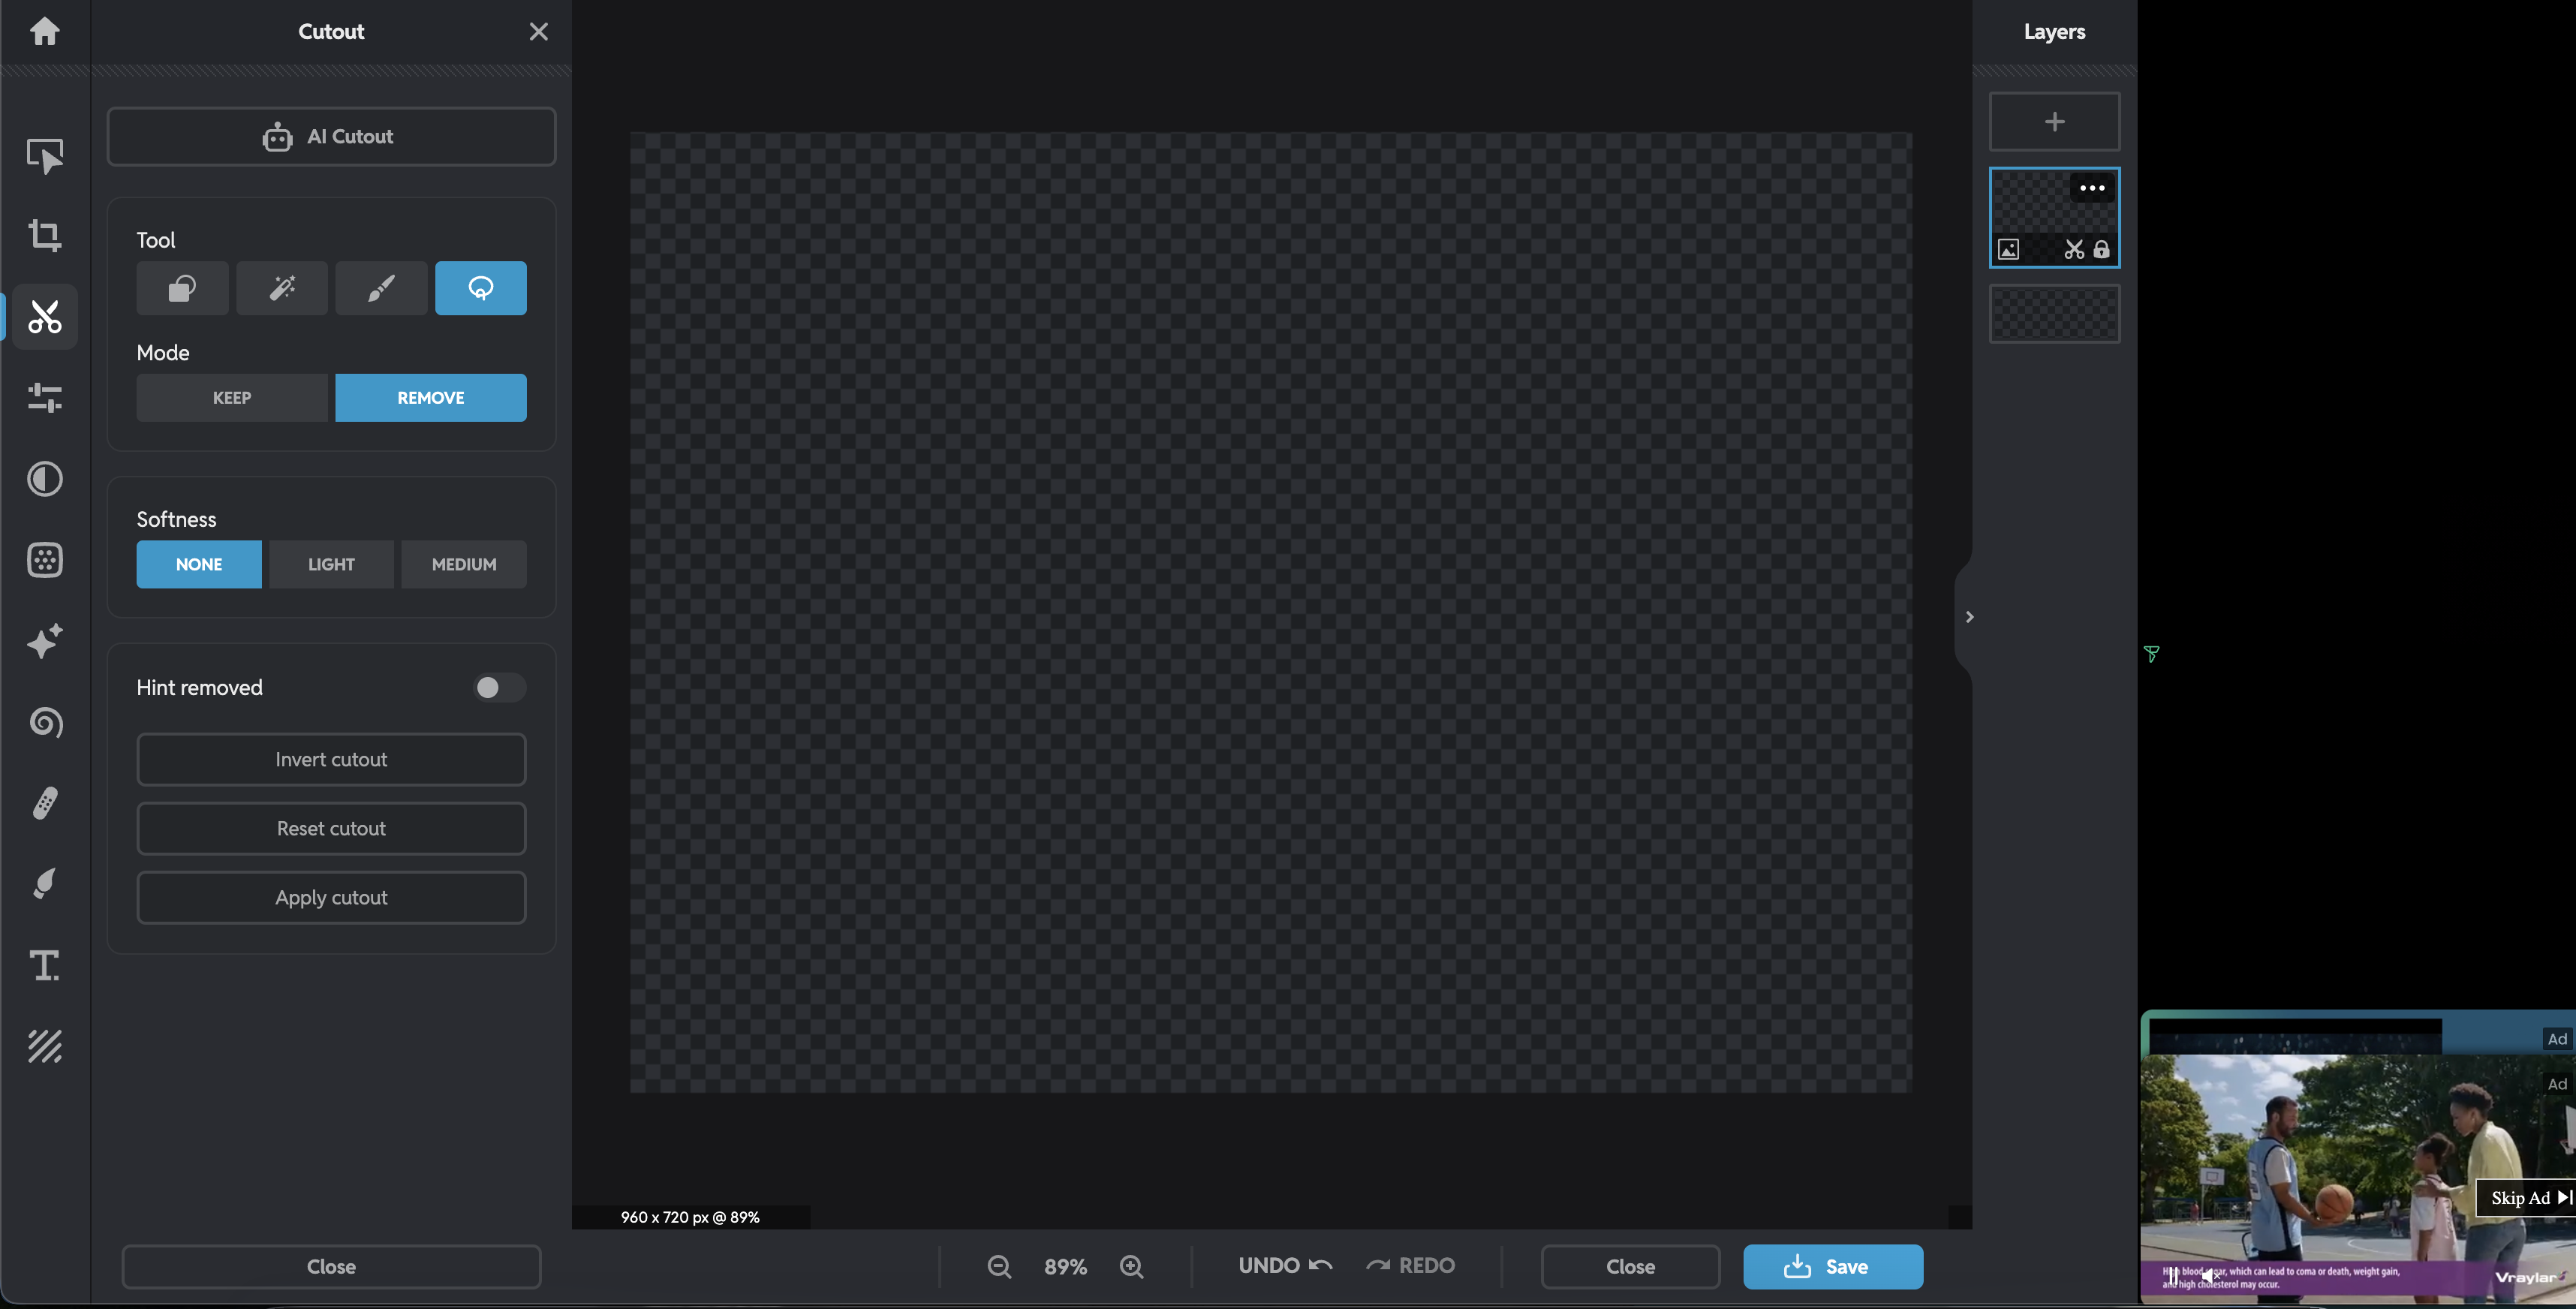 Cutout
AI Cutout
Tool
Mode
KEEP
REMOVE
Softness
NONE
LIGHT
MEDIUM
Hint removed
Invert cutout
Reset cutout
Apply cutout
T.
Close
960 x 720 px @ 89%
89%
UNDO
REDO
Close
Save
Layers
Ad
Ad
Skip Ad
High blood sugar, which can lead to coma or death, weight gain,
and high cholesterol may occur.
Vraylar